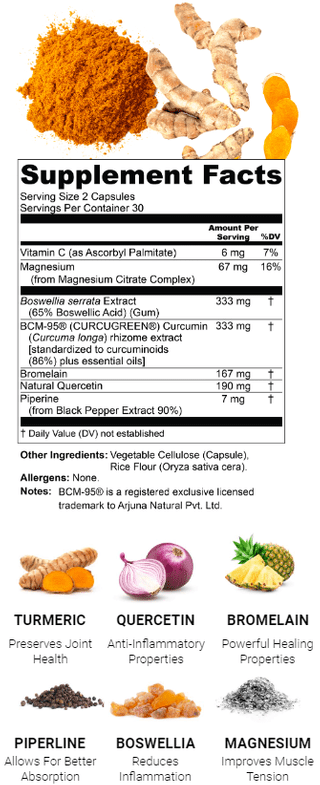 Supplement Facts
Serving Size 2 Capsules
Servings Per Container 30
Amount Per Serving %DV
Vitamin C (as Ascorbyl Palmitate) 6 mg 7%
Magnesium 67 mg 16%
(from Magnesium Citrate Complex)
Boswellia serrata Extract 333 mg †
(65% Boswellic Acid) (Gum)
BCM-95® (CURCUGREEN®) Curcumin 333 mg †
(Curcuma longa) rhizome extract
[standardized to curcuminoids
(86%) plus essential oils]
Bromelain 167 mg †
Natural Quercetin 190 mg †
Piperine 7 mg †
(from Black Pepper Extract 90%)
† Daily Value (DV) not established
Other Ingredients: Vegetable Cellulose (Capsule),
Rice Flour (Oryza sativa cera).
Allergens: None.
Notes: BCM-95® is a registered exclusive licensed
trademark to Arjuna Natural Pvt. Ltd.
TURMERIC
Preserves Joint
Health
QUERCETIN
Anti-Inflammatory
Properties
BROMELAIN
Powerful Healing
Properties
PIPERLINE
Allows For Better
Absorption
BOSWELLIA
Reduces
Inflammation
MAGNESIUM
Improves Muscle
Tension